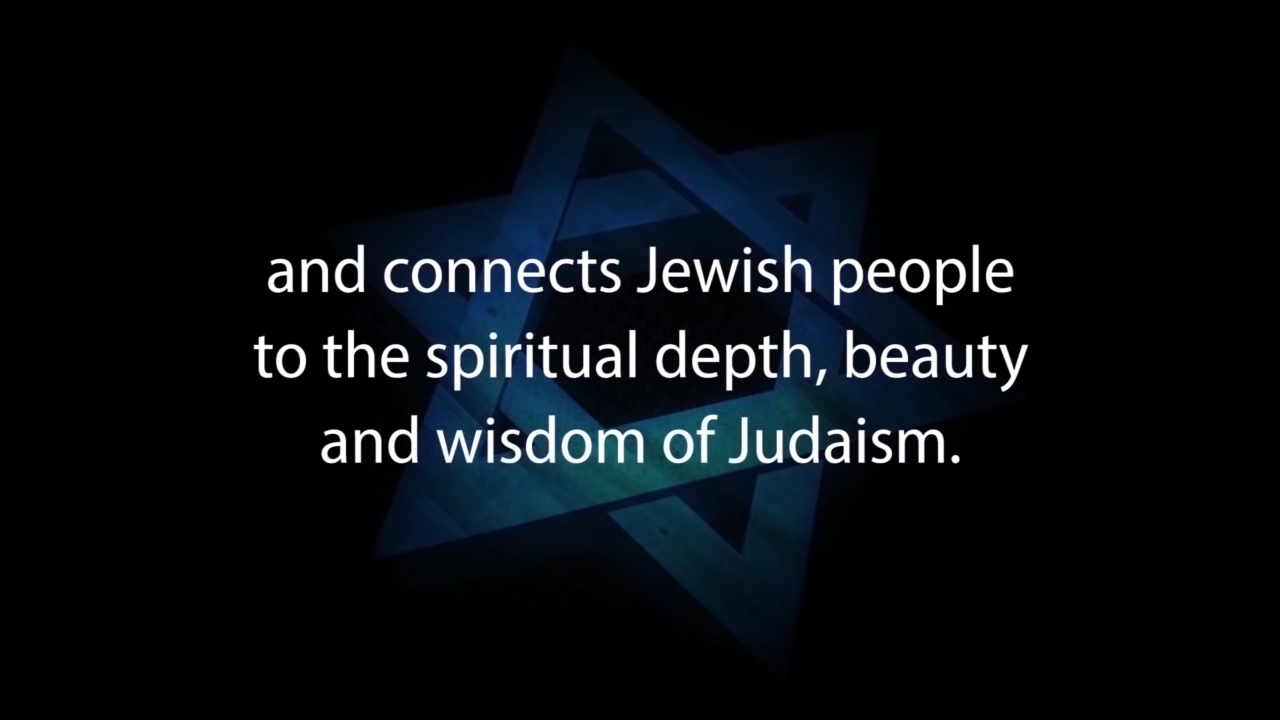 and connects Jewish people
to the spiritual depth, beauty
and wisdom of Judaism.